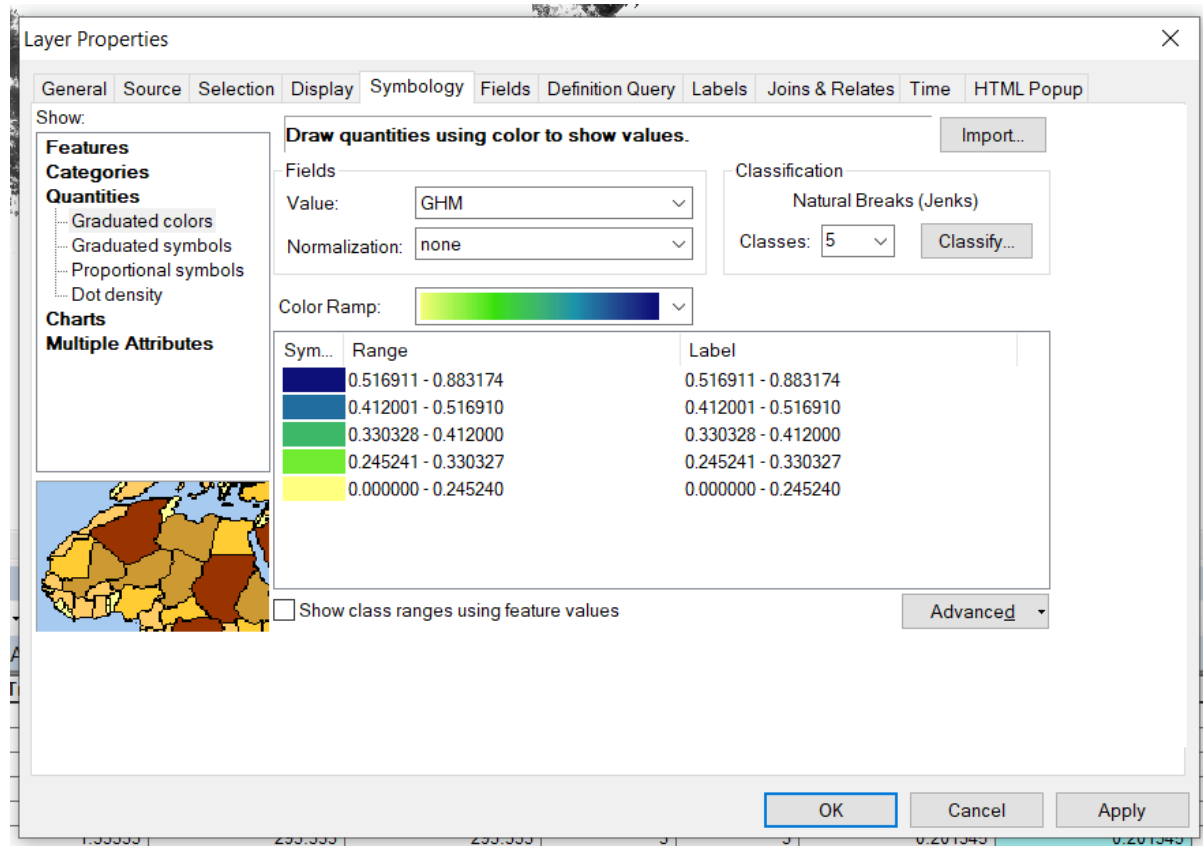 Layer Properties
General Source Selection Display Symbology Fields Definition Query Labels Joins & Relates Time HTML Popup
Show:
Features
Categories
Quantities
Graduated colors
Graduated symbols
Proportional symbols
Dot density
Charts
Multiple Attributes
Draw quantities using color to show values.
Import...
Fields
Value: GHM
Normalization: none
Classification
Natural Breaks (Jenks)
Classes: 5 Classify...
Color Ramp:
Sym... Range Label
0.516911 - 0.883174 0.516911 - 0.883174
0.412001 - 0.516910 0.412001 - 0.516910
0.330328 - 0.412000 0.330328 - 0.412000
0.245241 - 0.330327 0.245241 - 0.330327
0.000000 - 0.245240 0.000000 - 0.245240
Show class ranges using feature values
Advanced
OK Cancel Apply